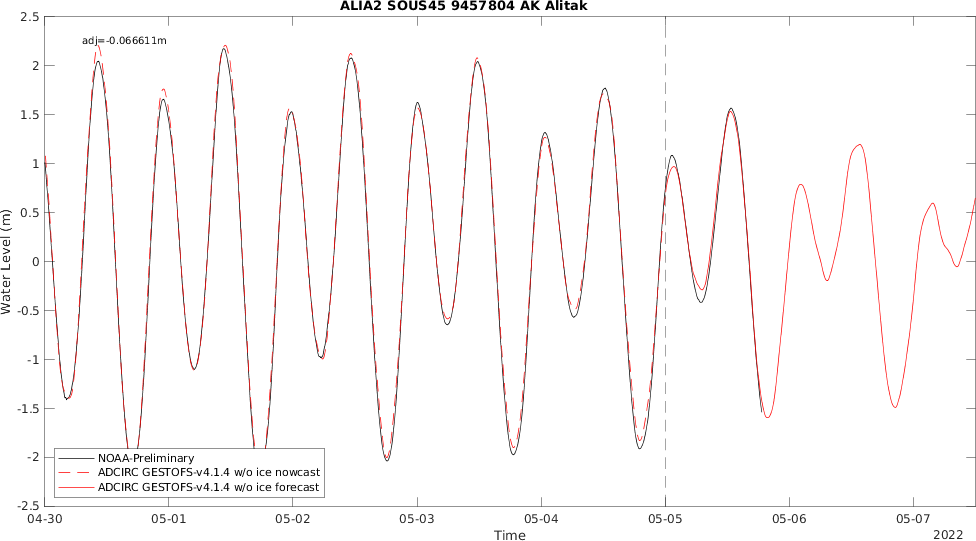 ALIA2 SOUS45 9457804 AK Alitak
adj=-0.066611m
Water Level (m)
2.5
2
1.5
1
0.5
0
-0.5
-1
-1.5
-2
-2.5
NOAA-Preliminary
ADCIRC GESTOFS-v4.1.4 w/o ice nowcast
ADCIRC GESTOFS-v4.1.4 w/o ice forecast
04-30 05-01 05-02 05-03 05-04 05-05 05-06 05-07
Time
2022